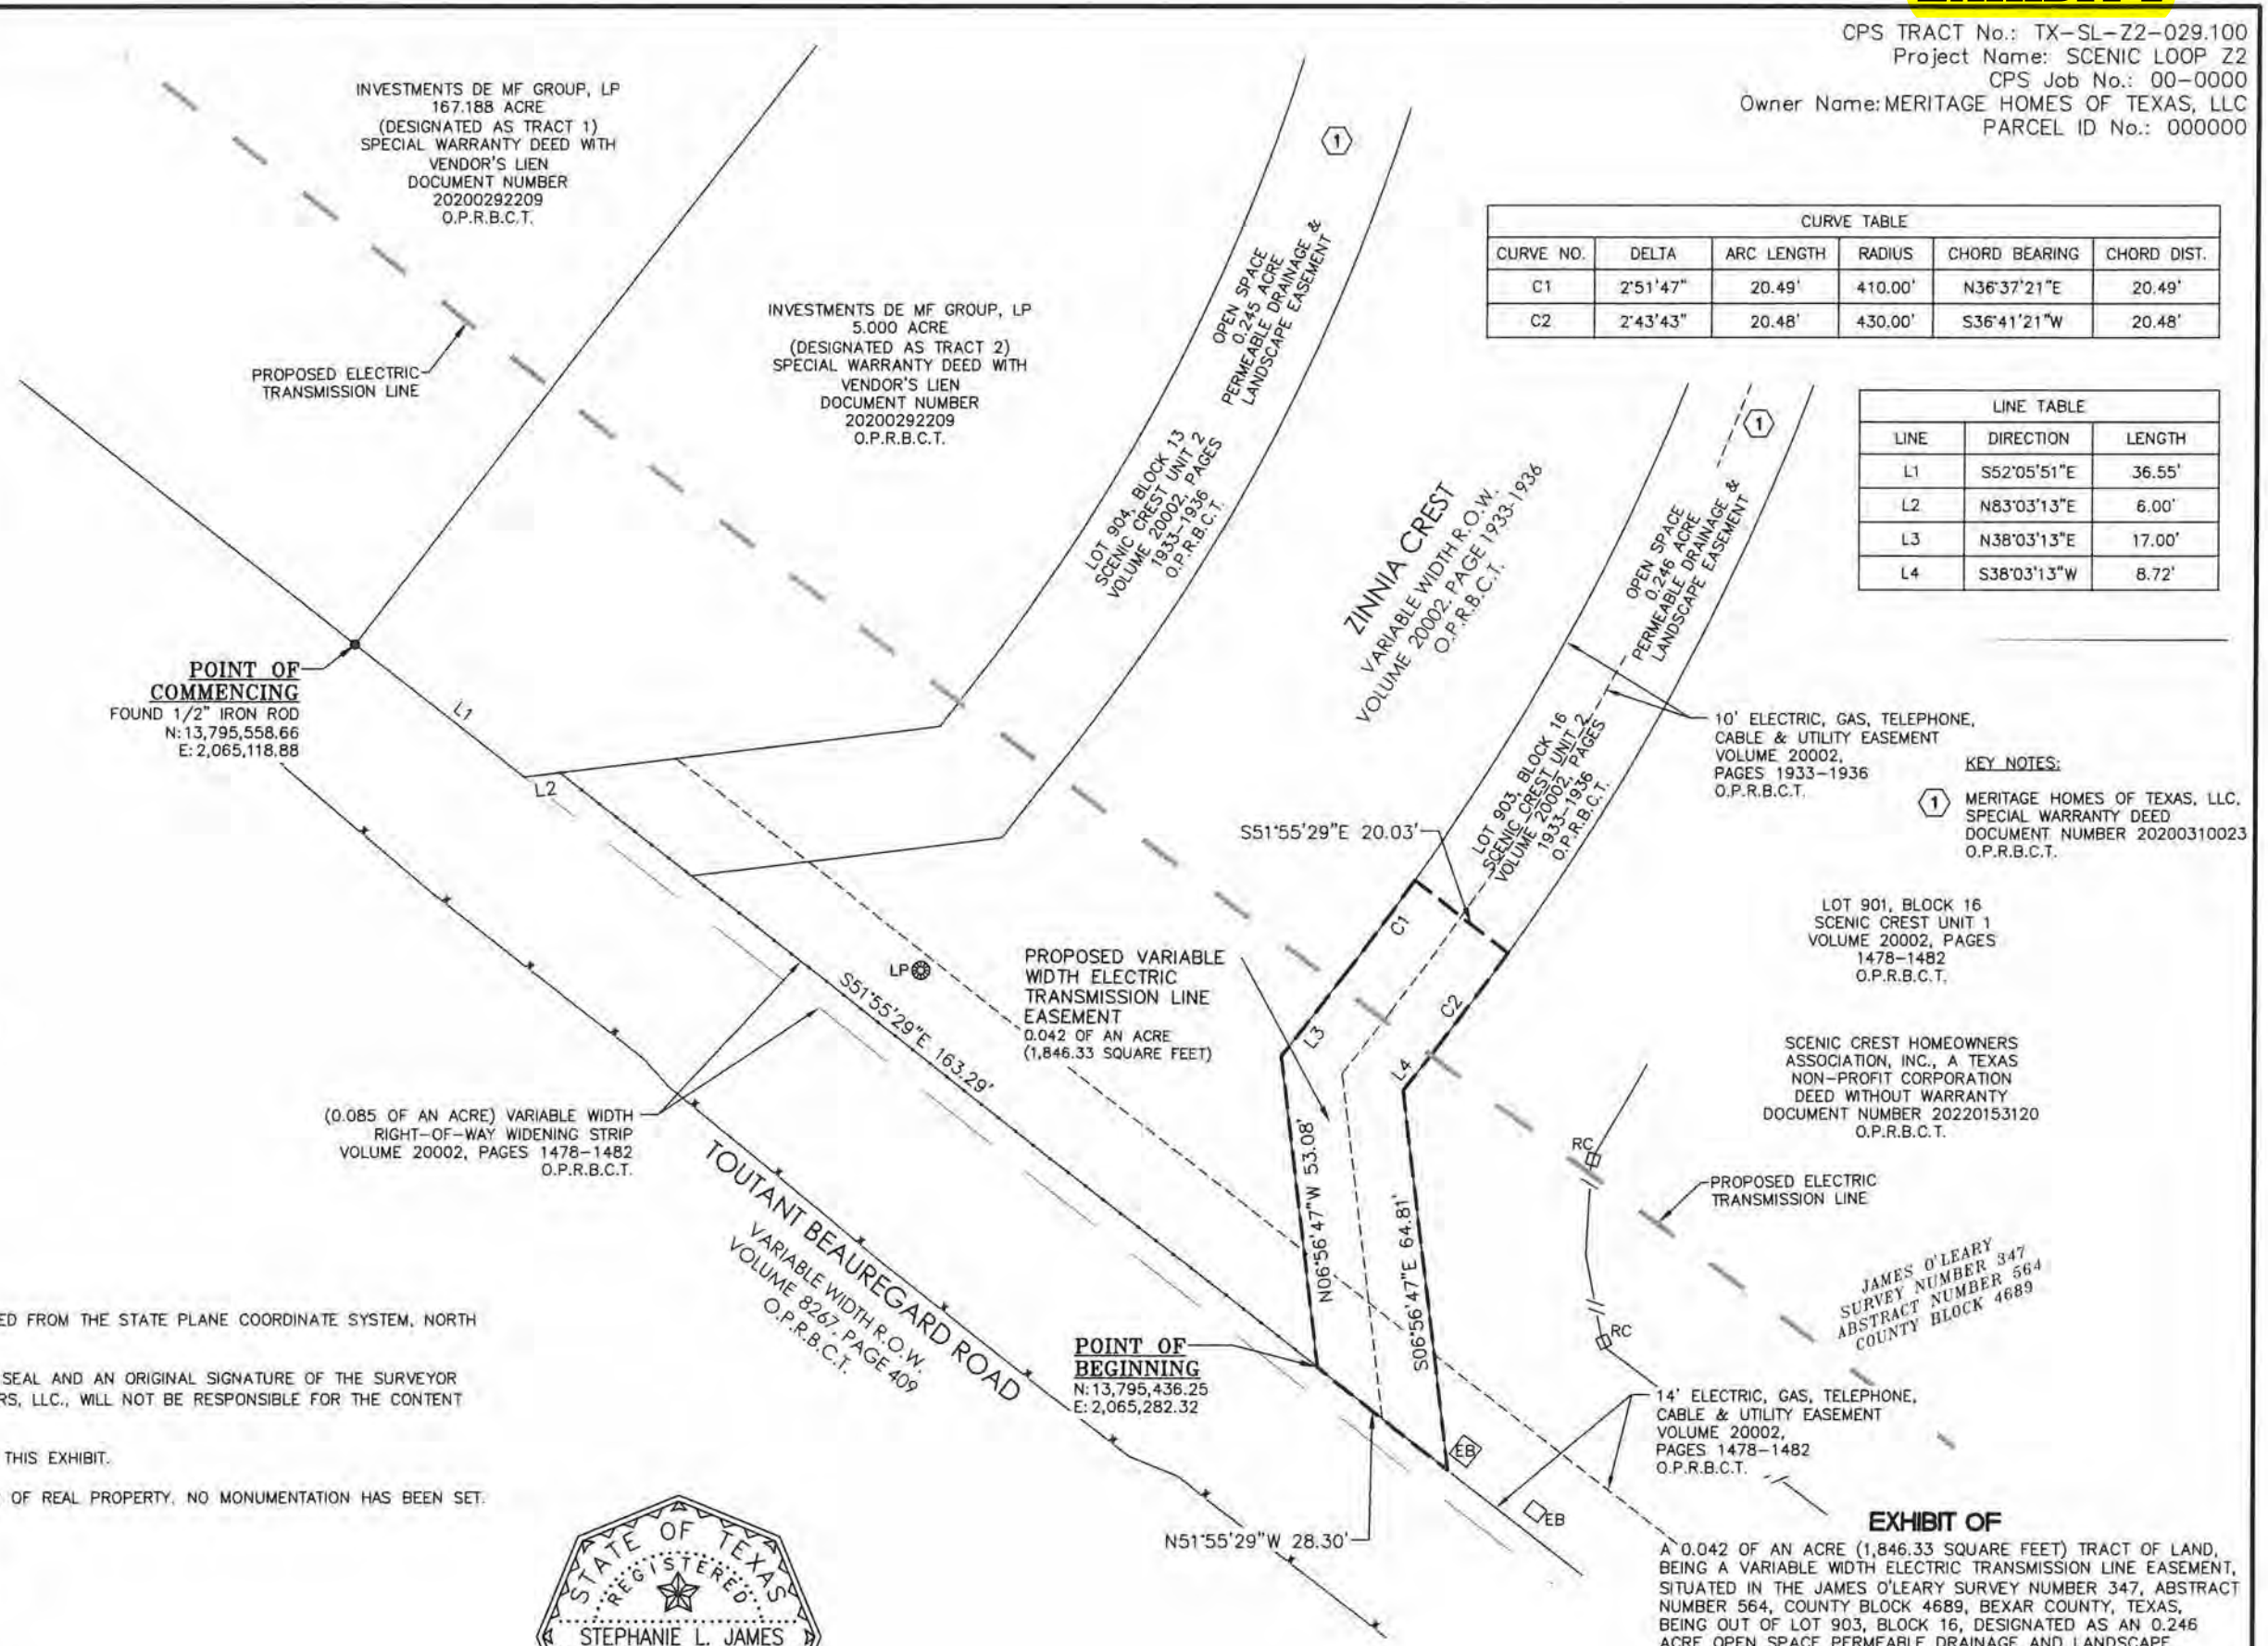 CPS TRACT No.: TX-SL-Z2-029.100
Project Name: SCENIC LOOP Z2
CPS Job No.: 00-0000
Owner Name: MERITAGE HOMES OF TEXAS, LLC
PARCEL ID No.: 000000
INVESTMENTS DE MF GROUP, LP
167.188 ACRE
(DESIGNATED AS TRACT 1)
SPECIAL WARRANTY DEED WITH
VENDOR'S LIEN
DOCUMENT NUMBER
20200292209
O.P.R.B.C.T.
PROPOSED ELECTRIC
TRANSMISSION LINE
INVESTMENTS DE MF GROUP, LP
5.000 ACRE
(DESIGNATED AS TRACT 2)
SPECIAL WARRANTY DEED WITH
VENDOR'S LIEN
DOCUMENT NUMBER
20200292209
O.P.R.B.C.T.
1
OPEN SPACE
0.245 ACRE
PERMEABLE DRAINAGE &
LANDSCAPE EASEMENT
LOT 904, BLOCK 13
SCENIC CREST UNIT 2
VOLUME 20002, PAGES
1933-1936
O.P.R.B.C.T.
CURVE TABLE
CURVE NO. DELTA ARC LENGTH RADIUS CHORD BEARING CHORD DIST.
C1 2°51'47" 20.49' 410.00' N36°37'21"E 20.49'
C2 2°43'43" 20.48' 430.00' S36°41'21"W 20.48'
LINE TABLE
LINE DIRECTION LENGTH
L1 S52°05'51"E 36.55'
L2 N83°03'13"E 6.00'
L3 N38°03'13"E 17.00'
L4 S38°03'13"W 8.72'
1
ZINNIA CREST
VARIABLE WIDTH R.O.W.
VOLUME 20002. PAGE 1933-1936
O.P.R.B.C.T.
OPEN SPACE
0.246 ACRE
PERMEABLE DRAINAGE &
LANDSCAPE EASEMENT
LOT 903, BLOCK 16
SCENIC CREST UNIT 2
VOLUME 20002, PAGES
1933-1936
O.P.R.B.C.T.
10' ELECTRIC, GAS, TELEPHONE,
CABLE & UTILITY EASEMENT
VOLUME 20002,
PAGES 1933-1936
O.P.R.B.C.T.
KEY NOTES:
1 MERITAGE HOMES OF TEXAS, LLC.
SPECIAL WARRANTY DEED
DOCUMENT NUMBER 20200310023
O.P.R.B.C.T.
POINT OF
COMMENCING
FOUND 1/2" IRON ROD
N:13,795,558.66
E: 2,065,118.88
L1
L2
S51°55'29"E 20.03'
LOT 901, BLOCK 16
SCENIC CREST UNIT 1
VOLUME 20002, PAGES
1478-1482
O.P.R.B.C.T.
SCENIC CREST HOMEOWNERS
ASSOCIATION, INC., A TEXAS
NON-PROFIT CORPORATION
DEED WITHOUT WARRANTY
DOCUMENT NUMBER 20220153120
O.P.R.B.C.T.
LP
S51°55'29"E 163.29'
PROPOSED VARIABLE
WIDTH ELECTRIC
TRANSMISSION LINE
EASEMENT
0.042 OF AN ACRE
(1,846.33 SQUARE FEET)
C1
C2
L3
L4
N06°56'47"W 53.08'
S06°56'47"E 64.81'
(0.085 OF AN ACRE) VARIABLE WIDTH
RIGHT-OF-WAY WIDENING STRIP
VOLUME 20002, PAGES 1478-1482
O.P.R.B.C.T.
TOUTANT BEAUREGARD ROAD
VARIABLE WIDTH R.O.W.
VOLUME 8267. PAGE 409
O.P.R.B.C.T.
RC
PROPOSED ELECTRIC
TRANSMISSION LINE
JAMES O'LEARY
SURVEY NUMBER 347
ABSTRACT NUMBER 564
COUNTY BLOCK 4689
RC
POINT OF
BEGINNING
N:13,795,436.25
E: 2,065,282.32
14' ELECTRIC, GAS, TELEPHONE,
CABLE & UTILITY EASEMENT
VOLUME 20002,
PAGES 1478-1482
O.P.R.B.C.T.
EB
EB
N51°55'29"W 28.30'
ED FROM THE STATE PLANE COORDINATE SYSTEM, NORTH
SEAL AND AN ORIGINAL SIGNATURE OF THE SURVEYOR
RS, LLC., WILL NOT BE RESPONSIBLE FOR THE CONTENT
THIS EXHIBIT.
OF REAL PROPERTY. NO MONUMENTATION HAS BEEN SET.
STATE OF TEXAS
REGISTERED
STEPHANIE L. JAMES
EXHIBIT OF
A 0.042 OF AN ACRE (1,846.33 SQUARE FEET) TRACT OF LAND,
BEING A VARIABLE WIDTH ELECTRIC TRANSMISSION LINE EASEMENT,
SITUATED IN THE JAMES O'LEARY SURVEY NUMBER 347, ABSTRACT
NUMBER 564, COUNTY BLOCK 4689, BEXAR COUNTY, TEXAS,
BEING OUT OF LOT 903, BLOCK 16, DESIGNATED AS AN 0.246
ACRE OPEN SPACE PERMEABLE DRAINAGE AND LANDSCAPE